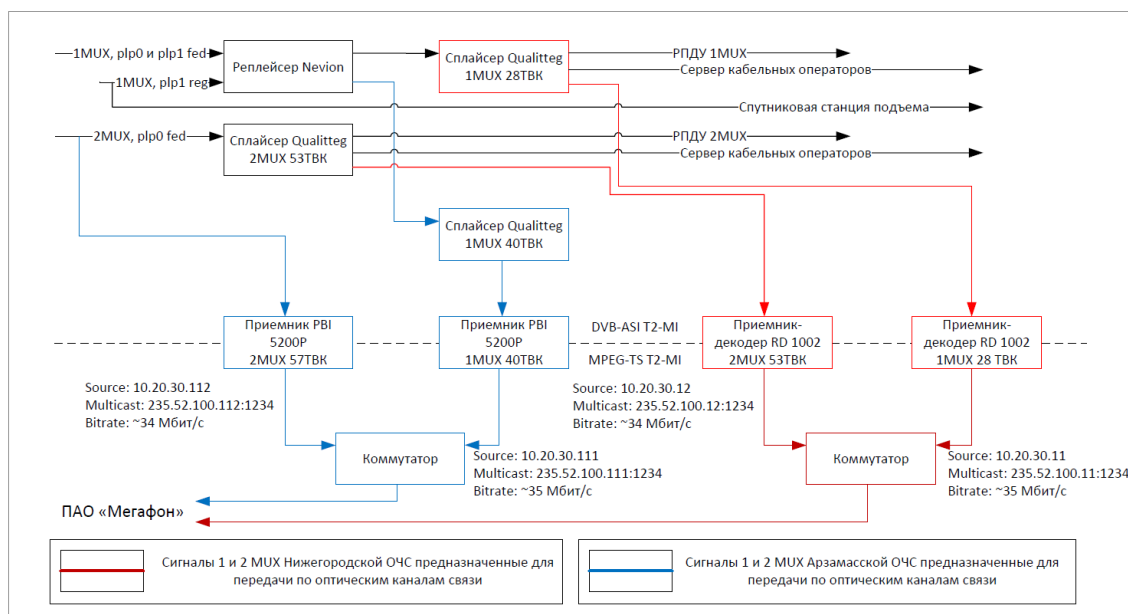 1MUX, plp0 и plp1 fed
1MUX, plp1 reg
Реплейсер Nevion
Сплайсер Qualitteg
1MUX 28ТВК
РПДУ 1MUX
Сервер кабельных операторов
Спутниковая станция подъема
2MUX, plp0 fed
Сплайсер Qualitteg
2MUX 53ТВК
РПДУ 2MUX
Сервер кабельных операторов
Сплайсер Qualitteg
1MUX 40ТВК
Приемник PBI
5200P
2MUX 57ТВК
Приемник PBI
5200P
1MUX 40ТВК
DVB-ASI T2-MI
MPEG-TS T2-MI
Приемник-
декодер RD 1002
2MUX 53ТВК
Приемник-
декодер RD 1002
1MUX 28 ТВК
Source: 10.20.30.112
Multicast: 235.52.100.112:1234
Bitrate: ~34 Мбит/с
Source: 10.20.30.12
Multicast: 235.52.100.12:1234
Bitrate: ~34 Мбит/с
Коммутатор
Source: 10.20.30.111
Multicast: 235.52.100.111:1234
Bitrate: ~35 Мбит/с
Коммутатор
Source: 10.20.30.11
Multicast: 235.52.100.11:1234
Bitrate: ~35 Мбит/с
ПАО «Мегафон»
Сигналы 1 и 2 MUX Нижегородской ОЧС предназначенные для
передачи по оптическим каналам связи
Сигналы 1 и 2 MUX Арзамасской ОЧС предназначенные для
передачи по оптическим каналам связи